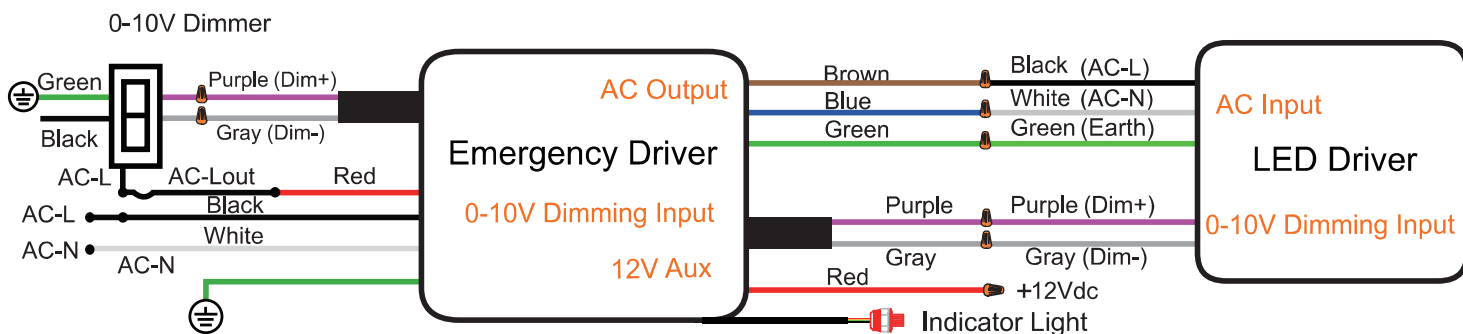 0-10V Dimmer
Green
Purple (Dim+)
Gray (Dim-)
Black
AC-L
AC-Lout
Red
AC-L
Black
AC-N
White
AC-N
AC Output
Emergency Driver
0-10V Dimming Input
12V Aux
Brown
Black (AC-L)
Blue
White (AC-N)
Green
Green (Earth)
Purple
Purple (Dim+)
Gray
Gray (Dim-)
Red
+12Vdc
Indicator Light
AC Input
LED Driver
0-10V Dimming Input